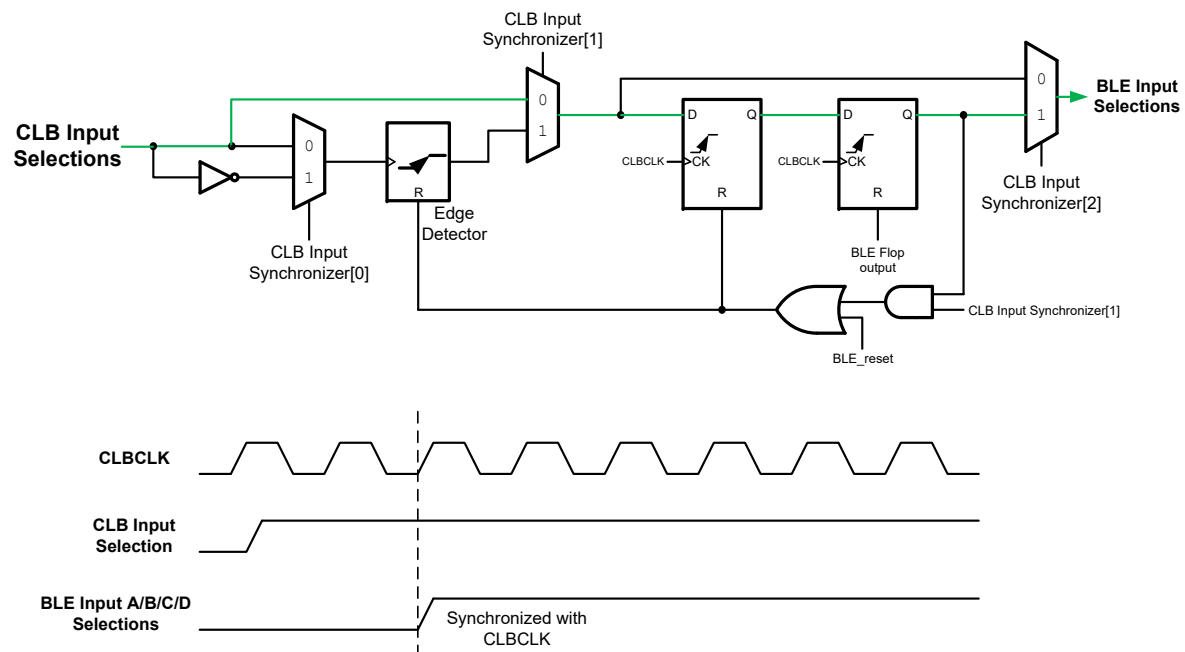 CLB Input
Synchronizer[1]
CLB Input
Selections
0
1
Edge
Detector
R
CLB Input
Synchronizer[0]
0
1
D
Q
CLBCLK
CK
R
D
Q
CLBCLK
CK
R
BLE Flop
output
0
1
BLE Input
Selections
CLB Input
Synchronizer[2]
CLB Input Synchronizer[1]
BLE_reset
CLBCLK
CLB Input
Selection
BLE Input A/B/C/D
Selections
Synchronized with
CLBCLK